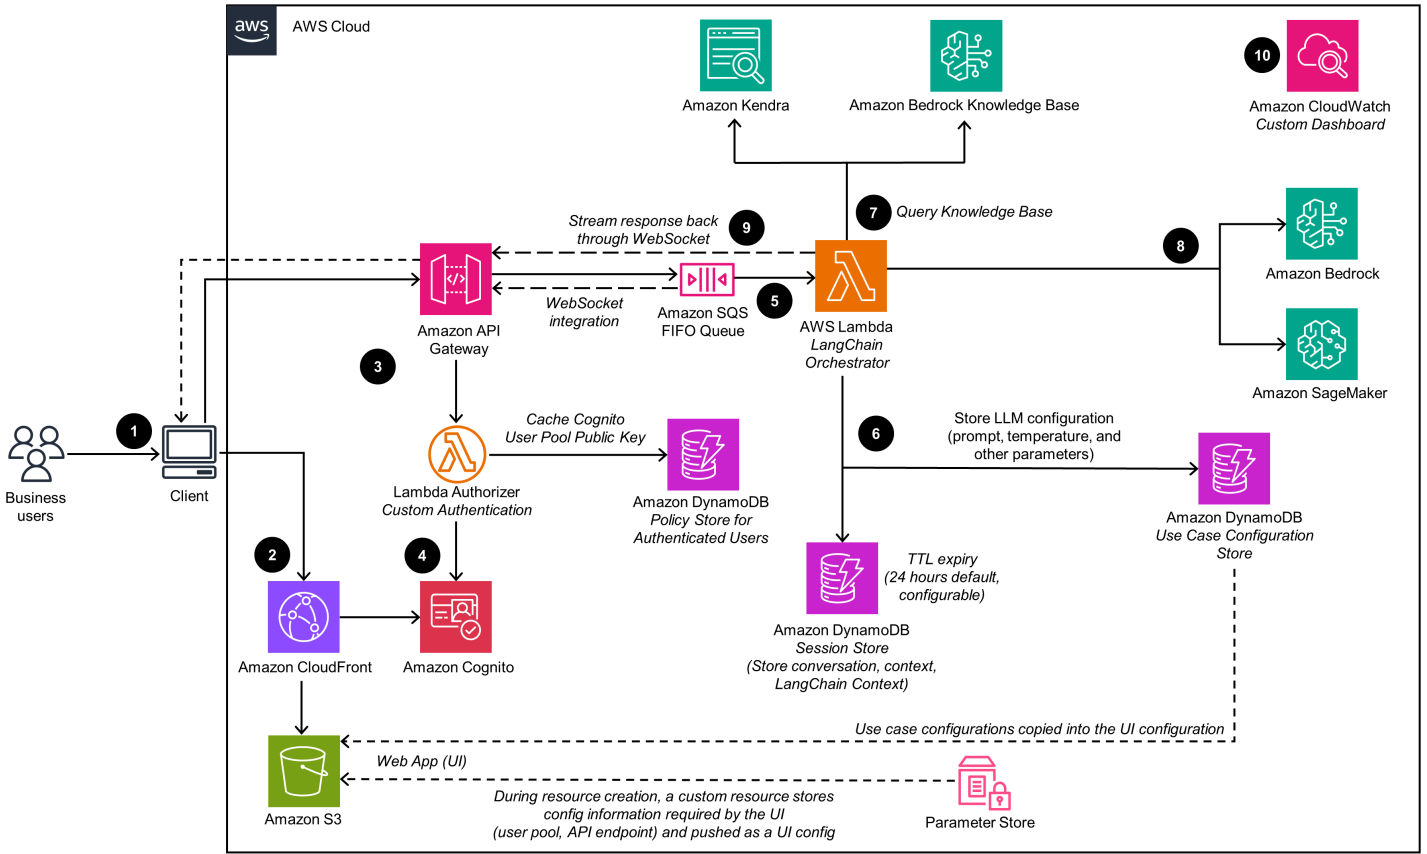 aws
AWS Cloud
Amazon Kendra
Amazon Bedrock Knowledge Base
10
Amazon CloudWatch
Custom Dashboard
7
Query Knowledge Base
Stream response back
through WebSocket
9
8
Amazon Bedrock
Amazon SageMaker
Amazon API
Gateway
WebSocket
integration
Amazon SQS
FIFO Queue
5
AWS Lambda
LangChain
Orchestrator
3
1
Business
users
Client
Cache Cognito
User Pool Public Key
Lambda Authorizer
Custom Authentication
Amazon DynamoDB
Policy Store for
Authenticated Users
6
Store LLM configuration
(prompt, temperature, and
other parameters)
Amazon DynamoDB
Use Case Configuration
Store
2
4
Amazon CloudFront
Amazon Cognito
TTL expiry
(24 hours default,
configurable)
Amazon DynamoDB
Session Store
(Store conversation, context,
LangChain Context)
Use case configurations copied into the UI configuration
Web App (UI)
Amazon S3
During resource creation, a custom resource stores
config information required by the UI
(user pool, API endpoint) and pushed as a UI config
Parameter Store